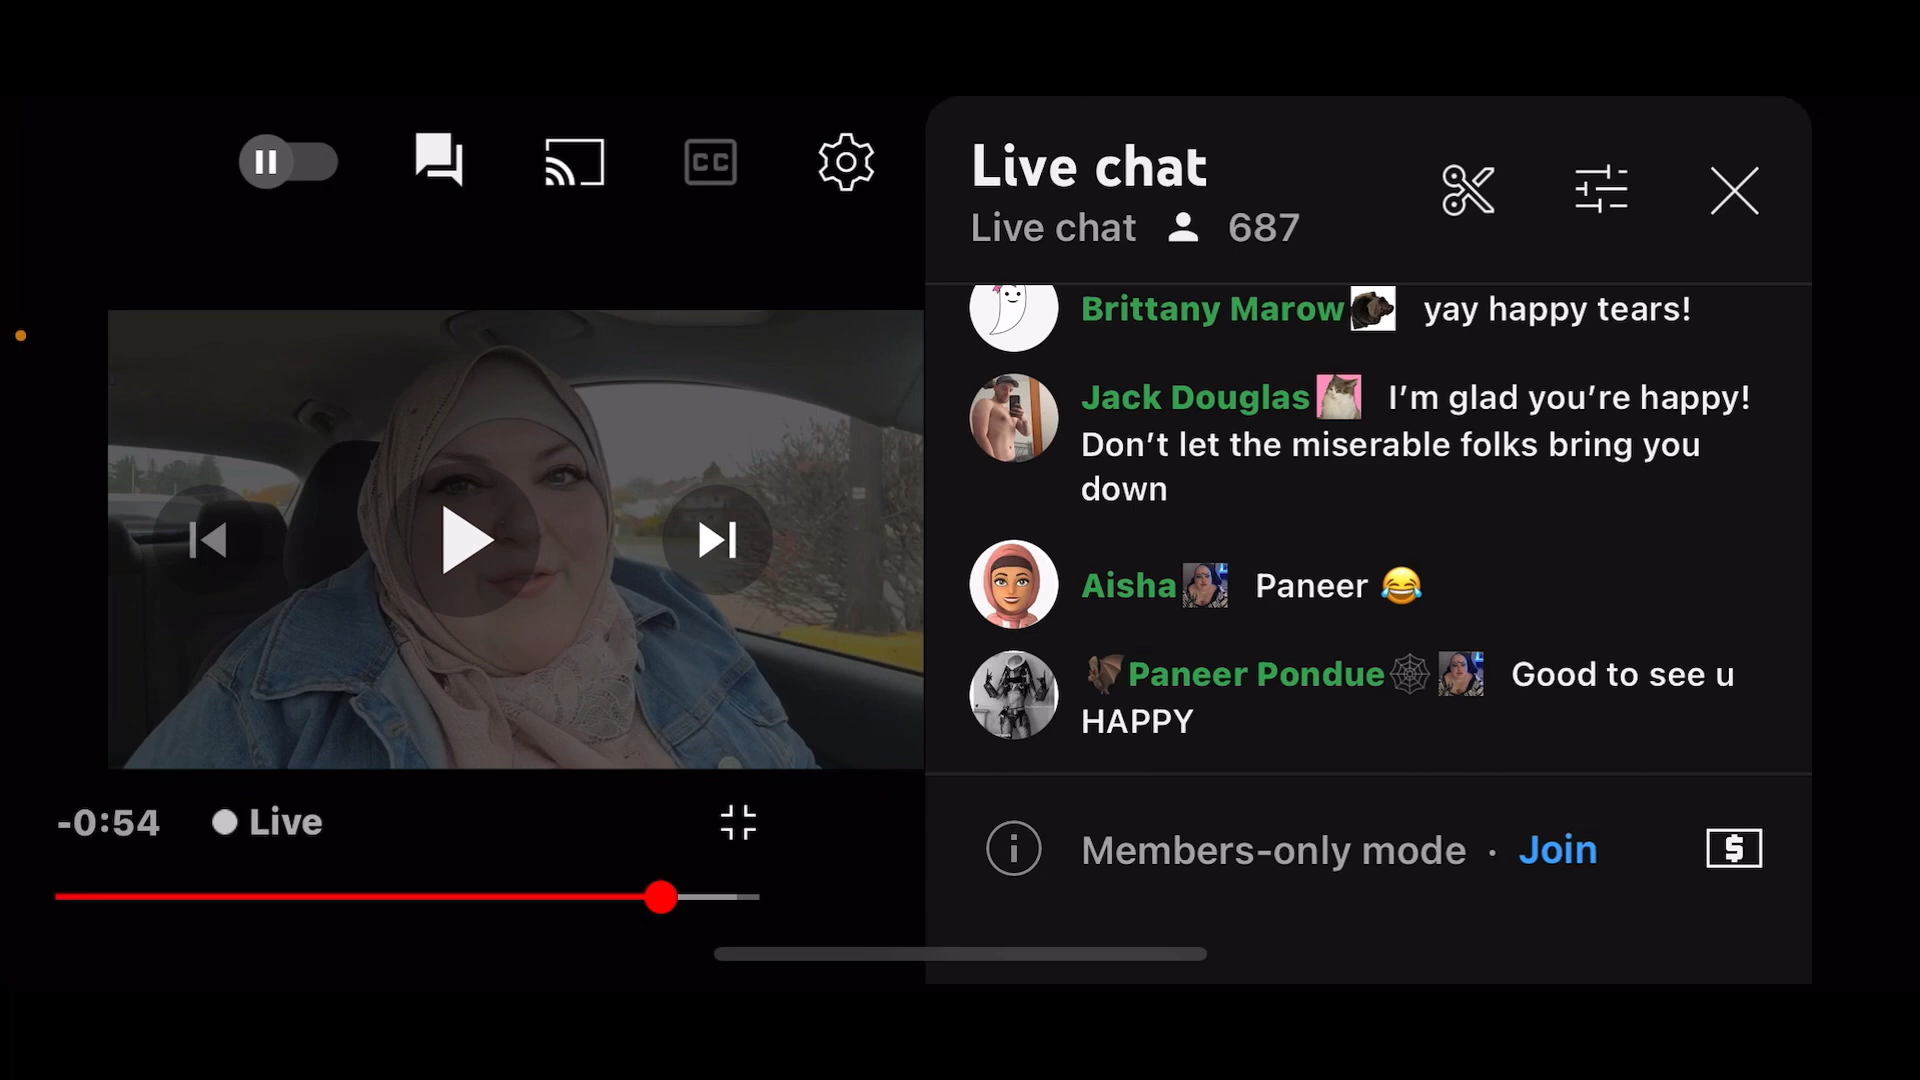 CC
Live chat
Live chat 687
Brittany Marow yay happy tears!
Jack Douglas I’m glad you’re happy!
Don’t let the miserable folks bring you
down
Aisha Paneer 😂
🦇Paneer Pondue🕸 Good to see u
HAPPY
-0:54 Live
Members-only mode · Join